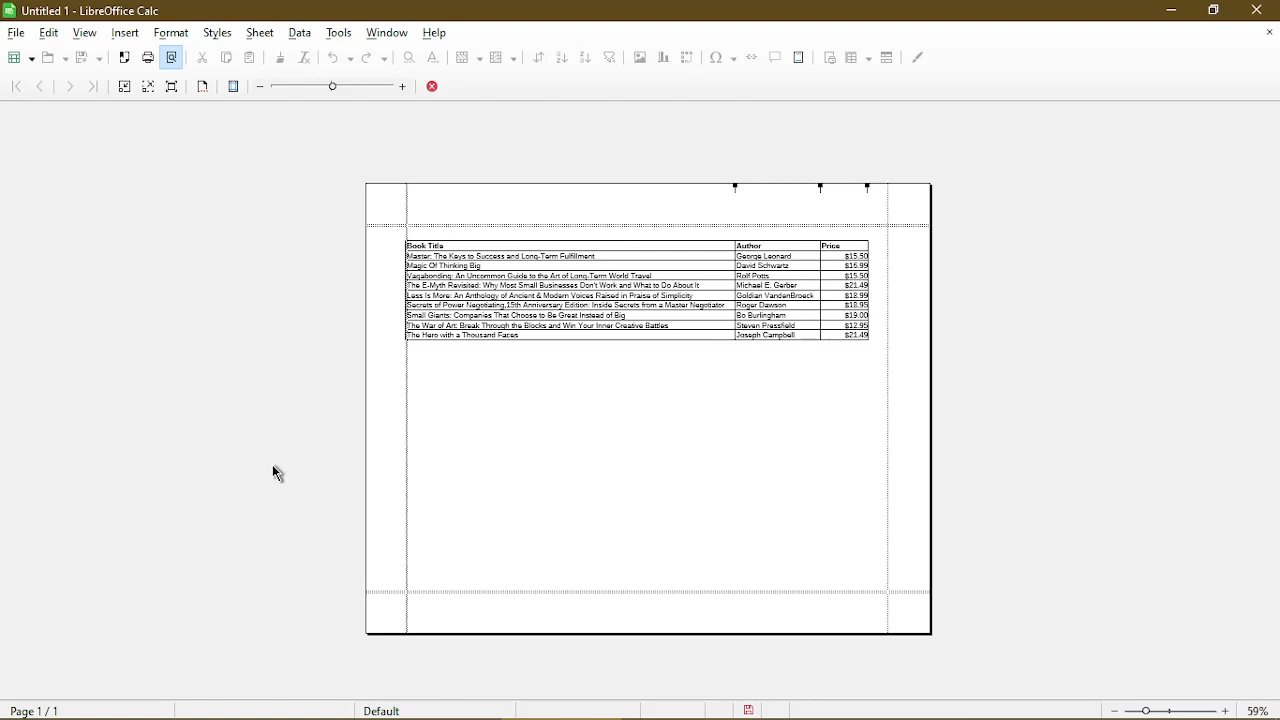 Untitled 1 - LibreOffice Calc
File Edit View Insert Format Styles Sheet Data Tools Window Help
Book Title Author Price
Master: The Keys to Success and Long-Term Fulfillment George Leonard $15.50
Magic Of Thinking Big David Schwartz $16.99
Vagabonding: An Uncommon Guide to the Art of Long-Term World Travel Rolf Potts $15.50
The E-Myth Revisited: Why Most Small Businesses Don't Work and What to Do About It Michael E. Gerber $21.49
Less Is More: An Anthology of Ancient & Modern Voices Raised in Praise of Simplicity Goldian VandenBroeck $18.99
Secrets of Power Negotiating,15th Anniversary Edition: Inside Secrets from a Master Negotiator Roger Dawson $18.95
Small Giants: Companies That Choose to Be Great Instead of Big Bo Burlingham $19.00
The War of Art: Break Through the Blocks and Win Your Inner Creative Battles Steven Pressfield $12.95
The Hero with a Thousand Faces Joseph Campbell $21.49
Page 1 / 1 Default 59%